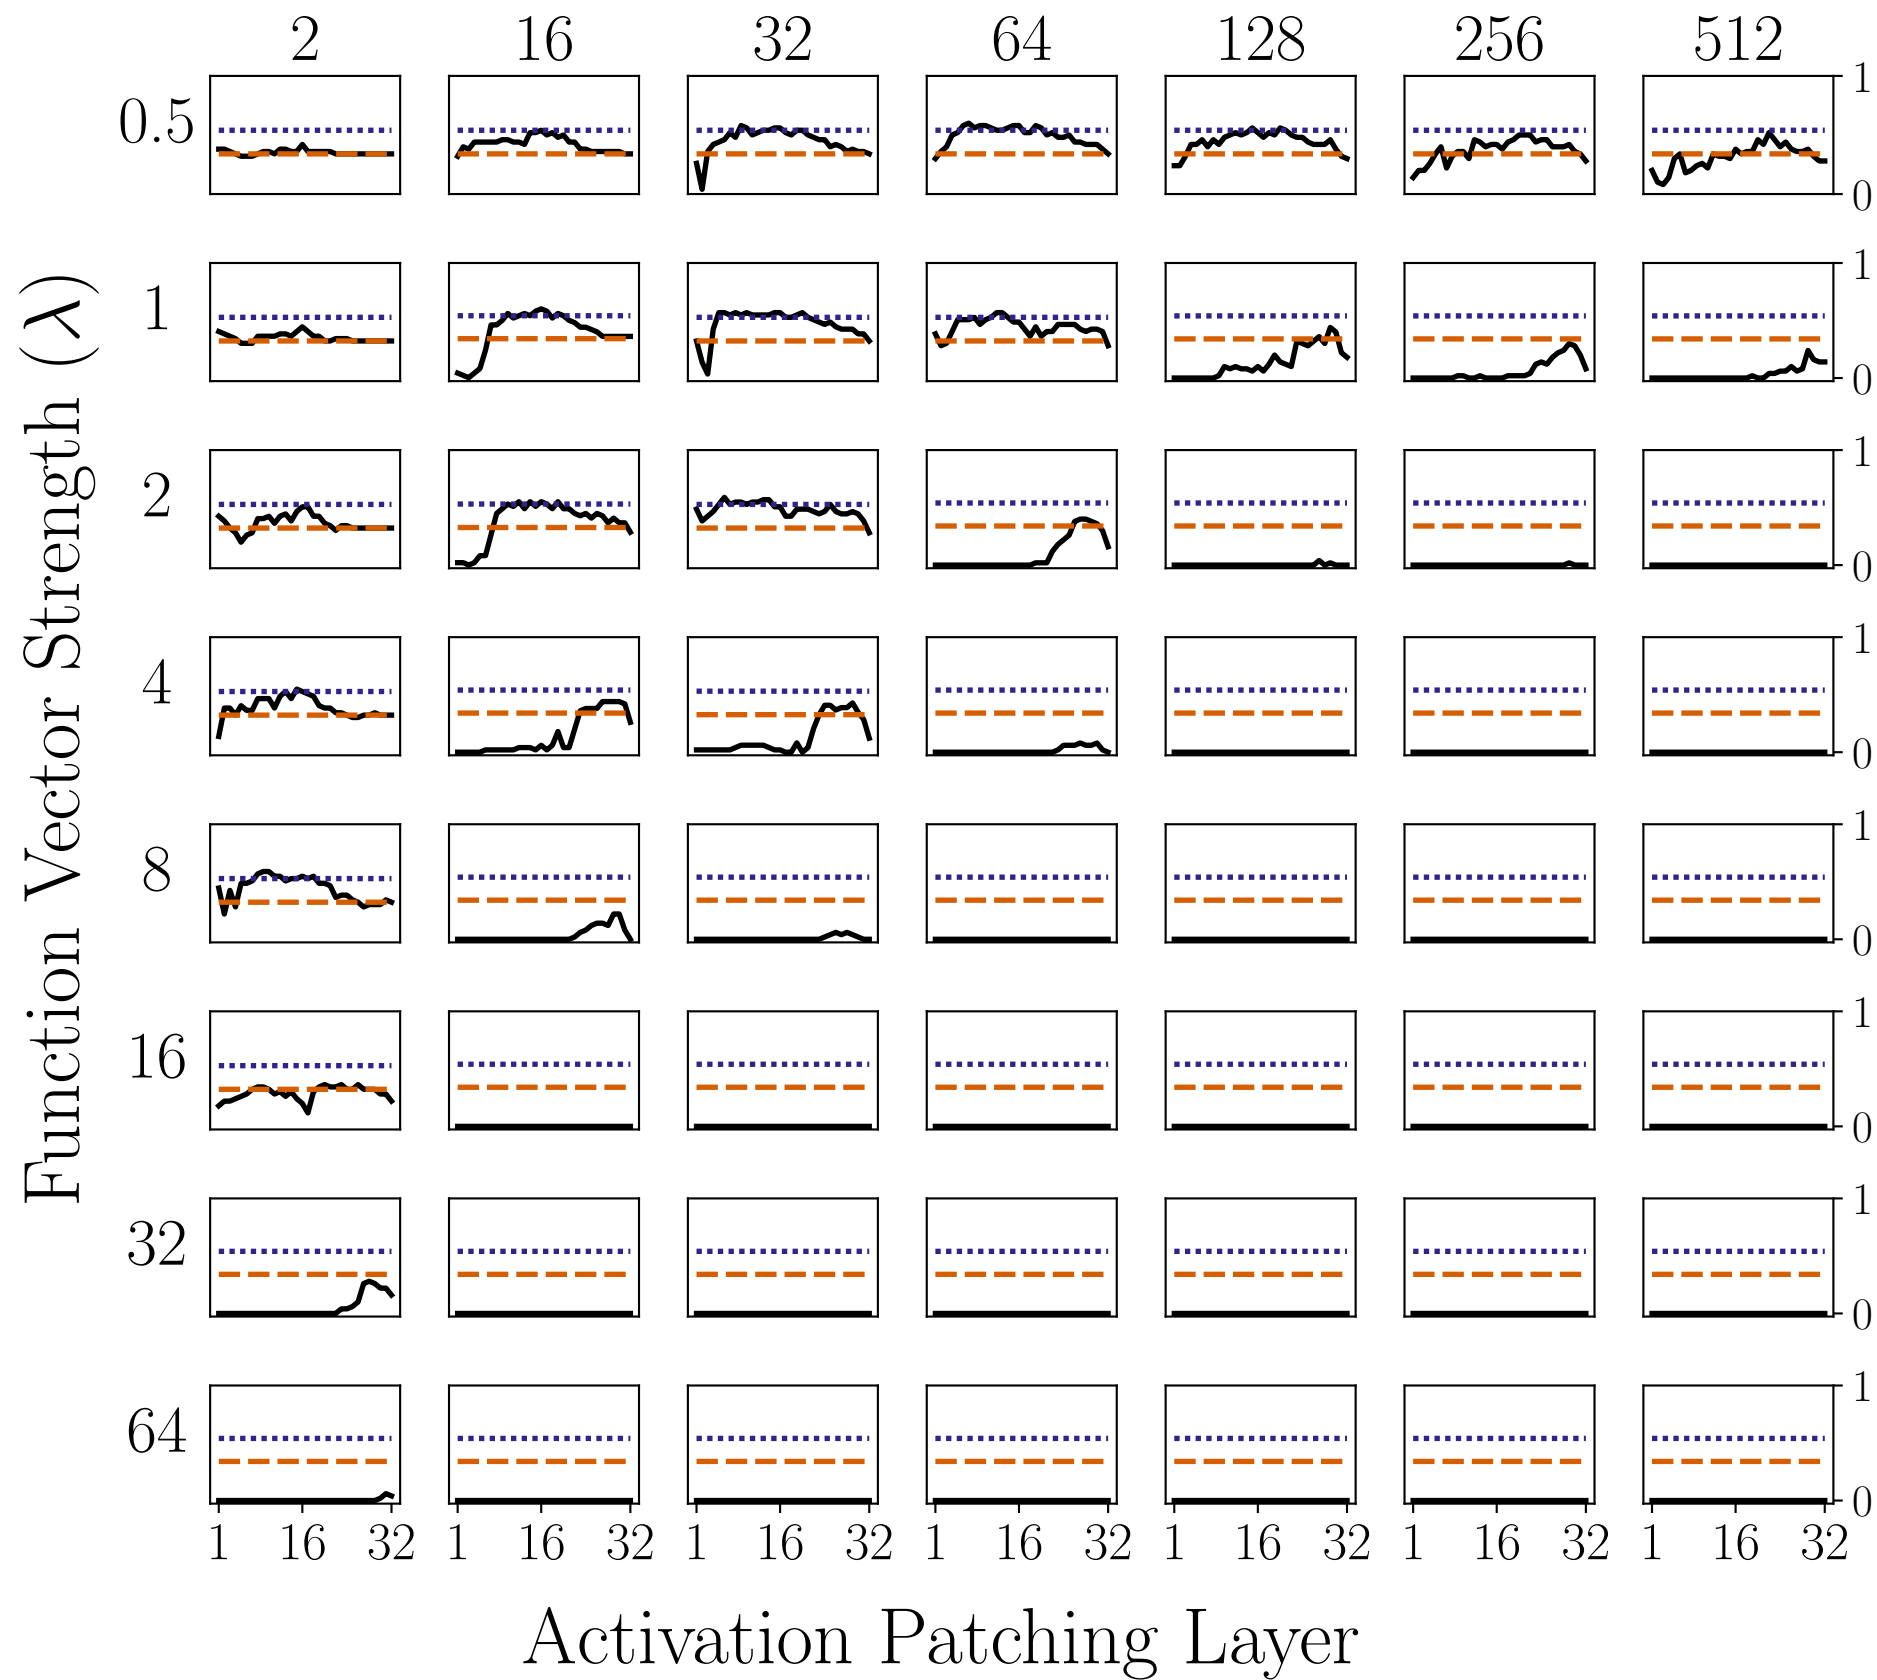 2 16 32 64 128 256 512
0.5 1 0
1 1 0
2 1 0
4 1 0
8 1 0
16 1 0
32 1 0
64 1 0
1 16 32 1 16 32 1 16 32 1 16 32 1 16 32 1 16 32 1 16 32
Activation Patching Layer
Function Vector Strength (λ)